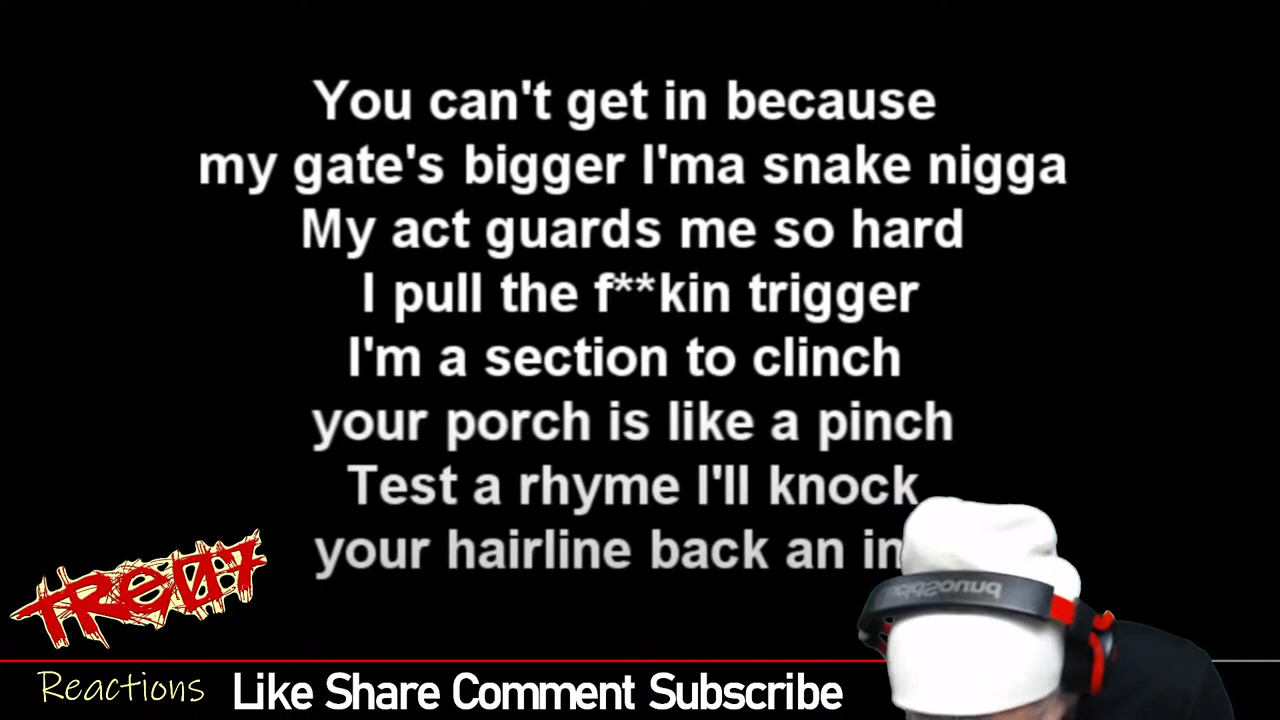 You can't get in because
my gate's bigger I'ma snake nigga
My act guards me so hard
I pull the f**kin trigger
I'm a section to clinch
your porch is like a pinch
Test a rhyme I'll knock
your hairline back an
TRE07
Reactions
Like Share Comment Subscribe